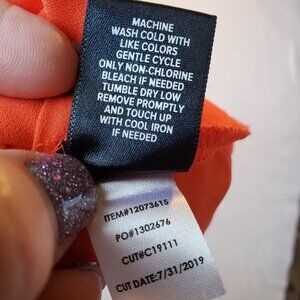 MACHINE
WASH COLD WITH
LIKE COLORS
GENTLE CYCLE
ONLY NON-CHLORINE
BLEACH IF NEEDED
TUMBLE DRY LOW
REMOVE PROMPTLY
AND TOUCH UP
WITH COOL IRON
IF NEEDED
ITEM#12073615
PO#1302676
CUT#C19111
CUT DATE:7/31/2019